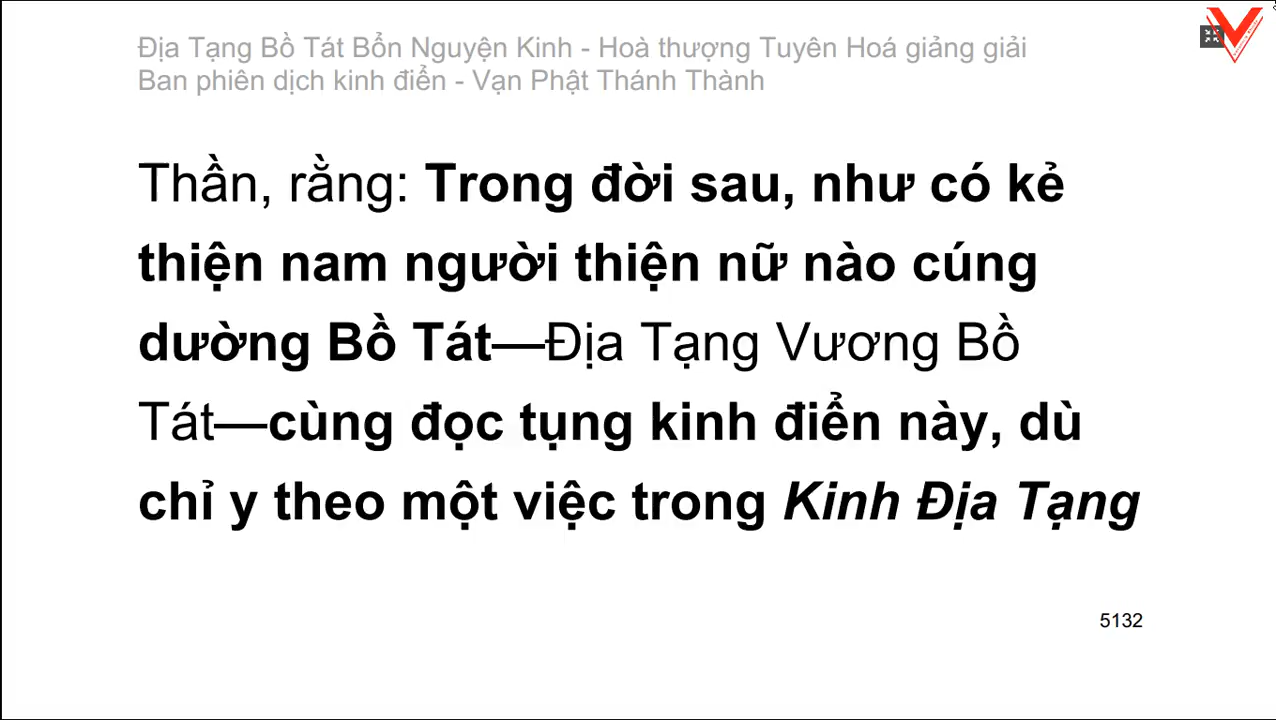 Địa Tạng Bồ Tát Bổn Nguyện Kinh - Hoà thượng Tuyên Hoá giảng giải
Ban phiên dịch kinh điển - Vạn Phật Thánh Thành
Thần, rằng: Trong đời sau, như có kẻ
thiện nam người thiện nữ nào cúng
dường Bồ Tát—Địa Tạng Vương Bồ
Tát—cùng đọc tụng kinh điển này, dù
chỉ y theo một việc trong Kinh Địa Tạng
5132